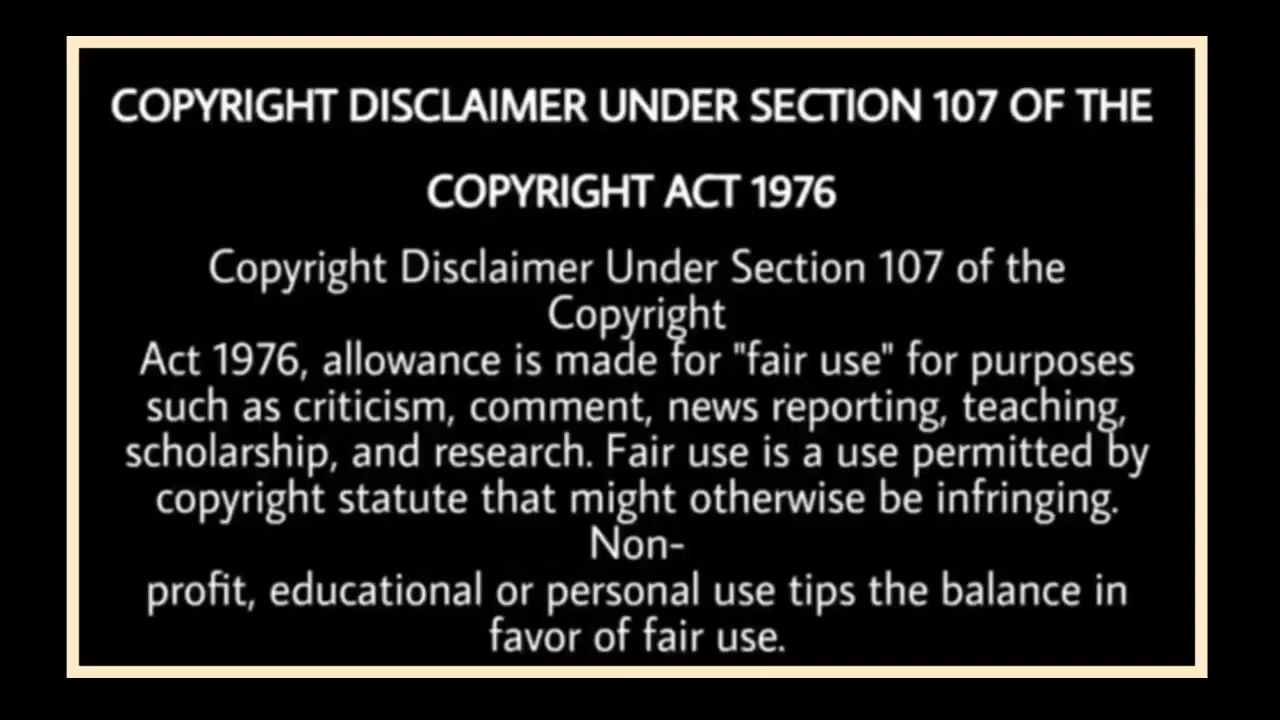 COPYRIGHT DISCLAIMER UNDER SECTION 107 OF THE
COPYRIGHT ACT 1976
Copyright Disclaimer Under Section 107 of the
Copyright
Act 1976, allowance is made for "fair use" for purposes
such as criticism, comment, news reporting, teaching,
scholarship, and research. Fair use is a use permitted by
copyright statute that might otherwise be infringing.
Non-
profit, educational or personal use tips the balance in
favor of fair use.